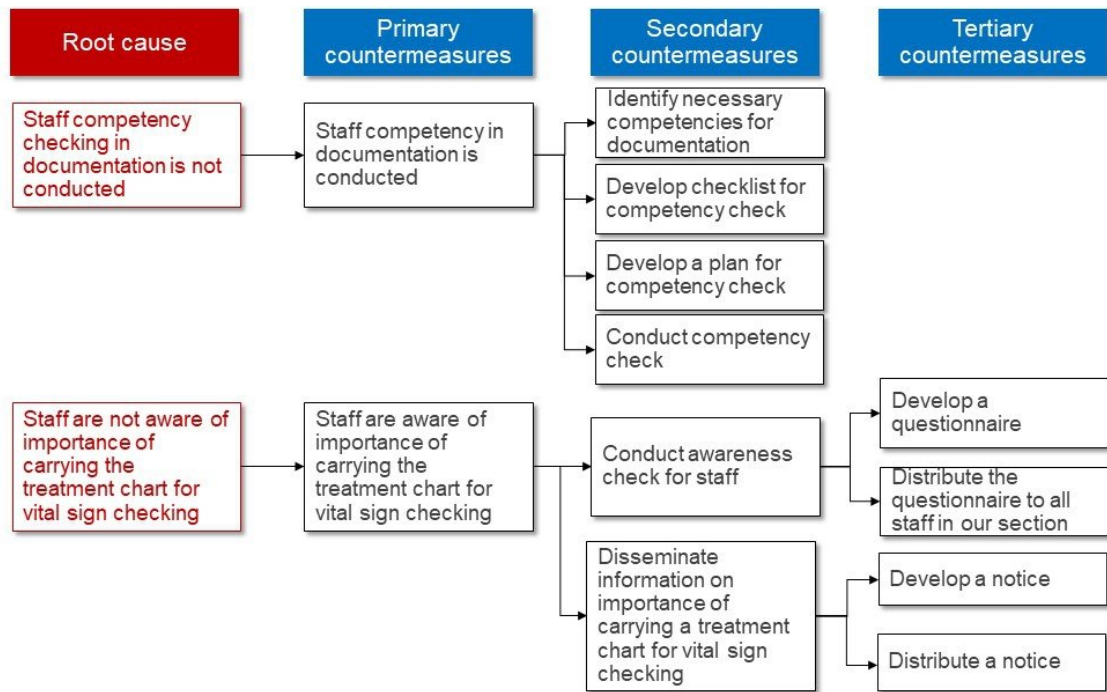 Root cause
Primary
countermeasures
Secondary
countermeasures
Tertiary
countermeasures
Staff competency
checking in
documentation is not
conducted
Staff competency in
documentation is
conducted
Identify necessary
competencies for
documentation
Develop checklist for
competency check
Develop a plan for
competency check
Conduct competency
check
Staff are not aware of
importance of
carrying the
treatment chart for
vital sign checking
Staff are aware of
importance of
carrying the
treatment chart for
vital sign checking
Conduct awareness
check for staff
Develop a
questionnaire
Distribute the
questionnaire to all
staff in our section
Disseminate
information on
importance of
carrying a treatment
chart for vital sign
checking
Develop a notice
Distribute a notice